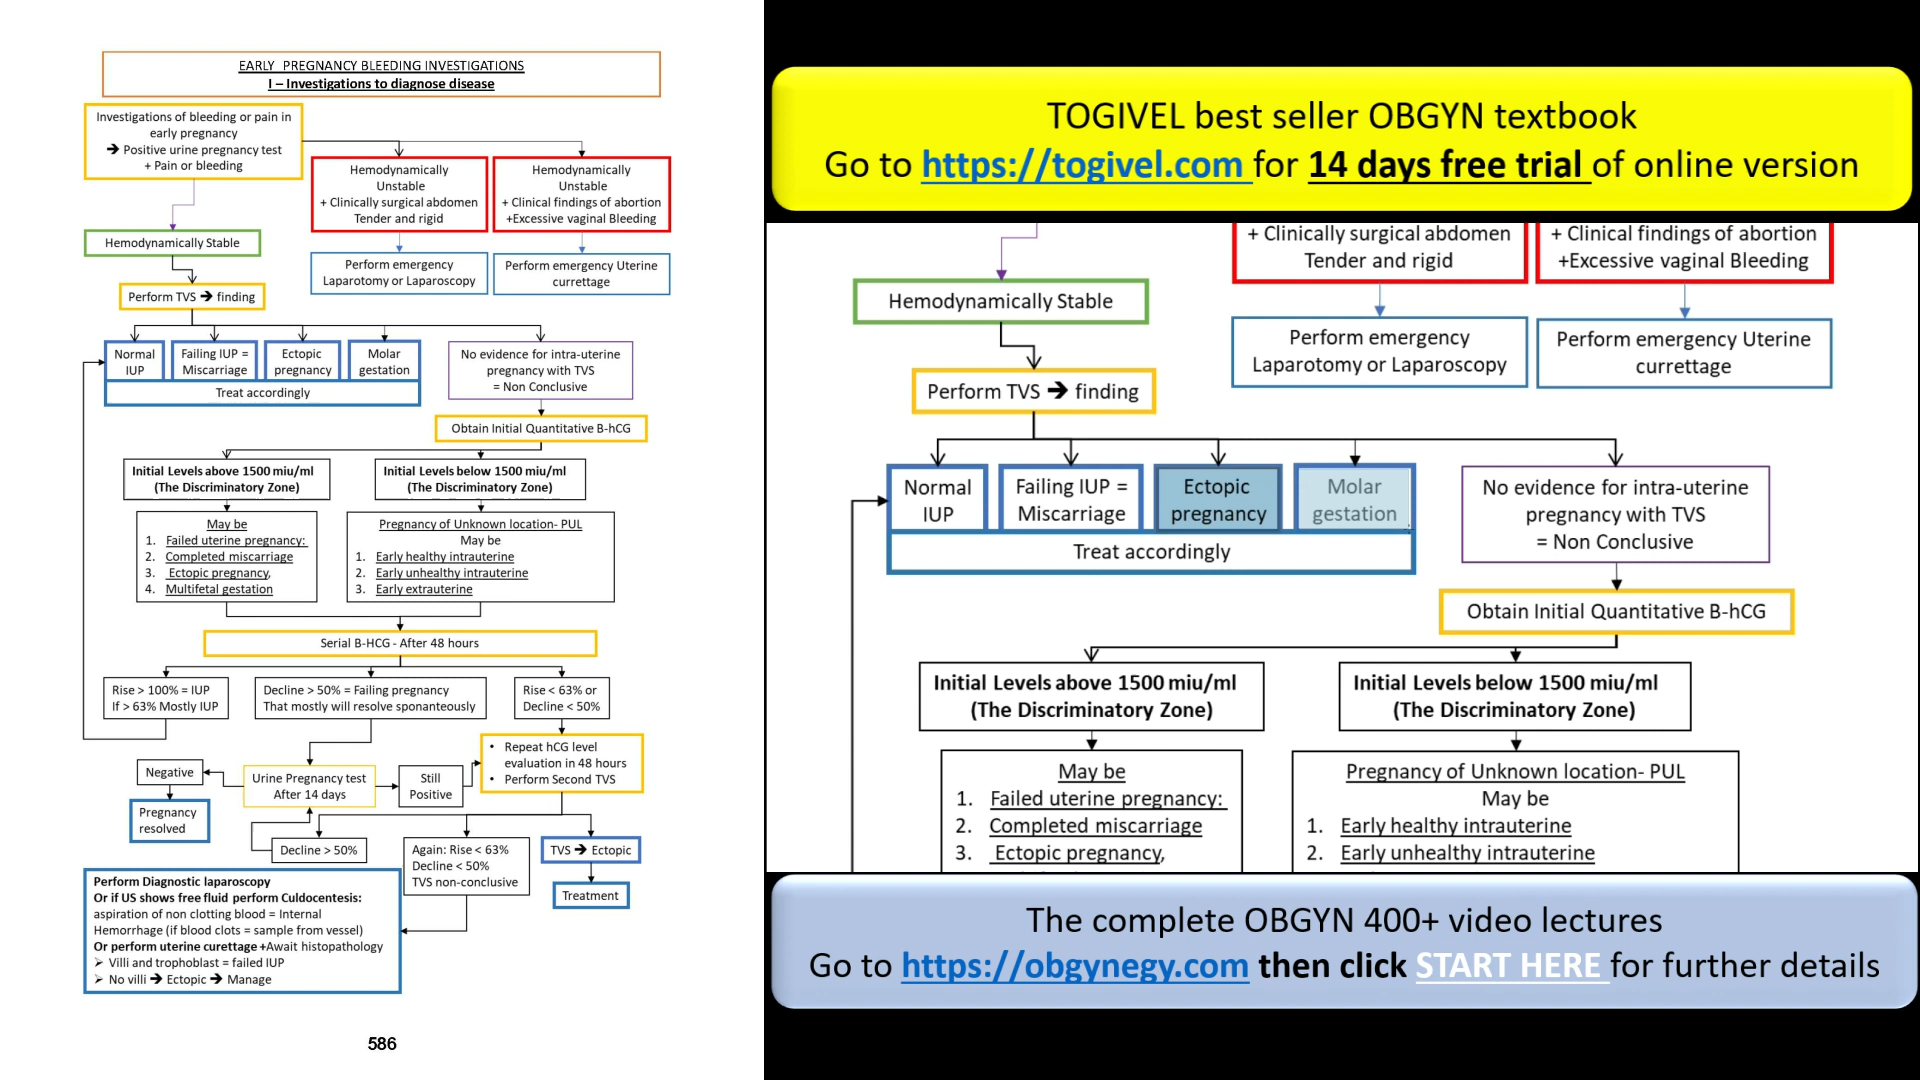 EARLY PREGNANCY BLEEDING INVESTIGATIONS
I – Investigations to diagnose disease
Investigations of bleeding or pain in
early pregnancy
➔ Positive urine pregnancy test
+ Pain or bleeding
Hemodynamically
Unstable
+ Clinically surgical abdomen
Tender and rigid
Hemodynamically
Unstable
+ Clinical findings of abortion
+Excessive vaginal Bleeding
Hemodynamically Stable
Perform emergency
Laparotomy or Laparoscopy
Perform emergency Uterine
currettage
Perform TVS ➔ finding
Normal
IUP
Failing IUP =
Miscarriage
Ectopic
pregnancy
Molar
gestation
Treat accordingly
No evidence for intra-uterine
pregnancy with TVS
= Non Conclusive
Obtain Initial Quantitative B-hCG
Initial Levels above 1500 miu/ml
(The Discriminatory Zone)
Initial Levels below 1500 miu/ml
(The Discriminatory Zone)
May be
1. Failed uterine pregnancy:
2. Completed miscarriage
3. Ectopic pregnancy,
4. Multifetal gestation
Pregnancy of Unknown location- PUL
May be
1. Early healthy intrauterine
2. Early unhealthy intrauterine
3. Early extrauterine
Serial B-HCG - After 48 hours
Rise > 100% = IUP
If > 63% Mostly IUP
Decline > 50% = Failing pregnancy
That mostly will resolve sponanteously
Rise < 63% or
Decline < 50%
• Repeat hCG level
evaluation in 48 hours
• Perform Second TVS
Negative
Urine Pregnancy test
After 14 days
Still
Positive
Pregnancy
resolved
Decline > 50%
Again: Rise < 63%
Decline < 50%
TVS non-conclusive
TVS ➔ Ectopic
Treatment
Perform Diagnostic laparoscopy
Or if US shows free fluid perform Culdocentesis:
aspiration of non clotting blood = Internal
Hemorrhage (if blood clots = sample from vessel)
Or perform uterine curettage +Await histopathology
➢ Villi and trophoblast = failed IUP
➢ No villi ➔ Ectopic ➔ Manage
586
TOGIVEL best seller OBGYN textbook
Go to https://togivel.com for 14 days free trial of online version
+ Clinically surgical abdomen
Tender and rigid
+ Clinical findings of abortion
+Excessive vaginal Bleeding
Hemodynamically Stable
Perform emergency
Laparotomy or Laparoscopy
Perform emergency Uterine
currettage
Perform TVS ➔ finding
Normal
IUP
Failing IUP =
Miscarriage
Ectopic
pregnancy
Molar
gestation
Treat accordingly
No evidence for intra-uterine
pregnancy with TVS
= Non Conclusive
Obtain Initial Quantitative B-hCG
Initial Levels above 1500 miu/ml
(The Discriminatory Zone)
Initial Levels below 1500 miu/ml
(The Discriminatory Zone)
May be
1. Failed uterine pregnancy:
2. Completed miscarriage
3. Ectopic pregnancy,
Pregnancy of Unknown location- PUL
May be
1. Early healthy intrauterine
2. Early unhealthy intrauterine
The complete OBGYN 400+ video lectures
Go to https://obgynegy.com then click START HERE for further details